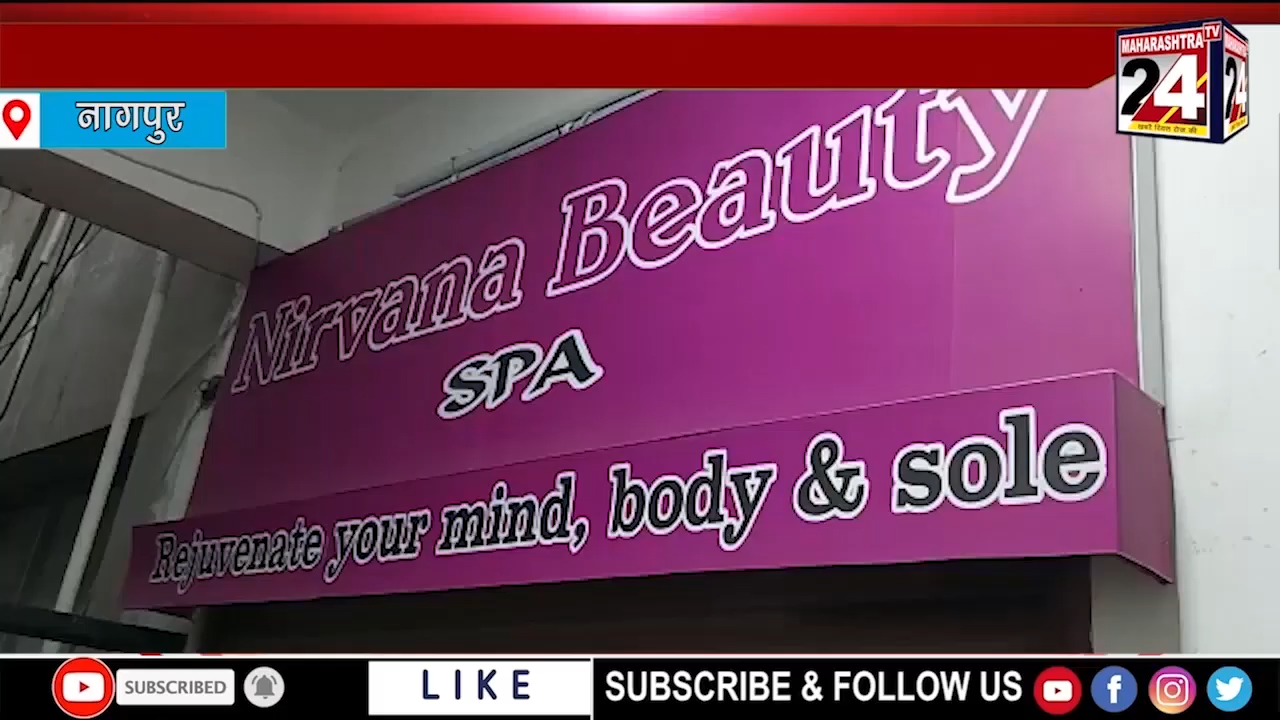 MAHARASHTRA TV
24
नागपुर
Nirvana Beauty
SPA
Rejuvenate your mind, body & sole
SUBSCRIBED
LIKE
SUBSCRIBE & FOLLOW US